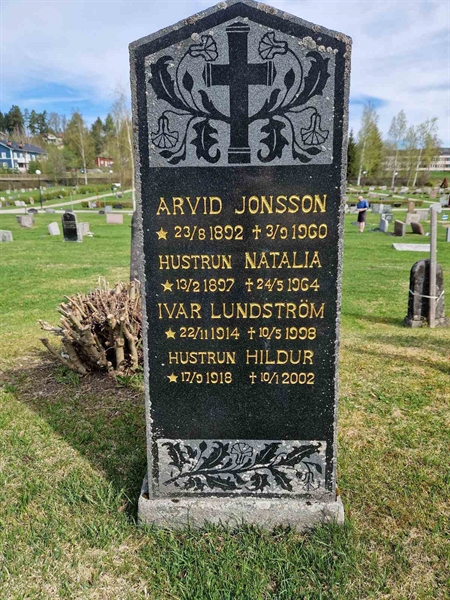 ARVID JONSSON
★ 23/8 1892 ✝ 3/9 1960
HUSTRUN NATALIA
★ 13/2 1897 ✝ 24/5 1964
IVAR LUNDSTRÖM
★ 22/11 1914 ✝ 10/5 1998
HUSTRUN HILDUR
★ 17/9 1918 ✝ 10/1 2002